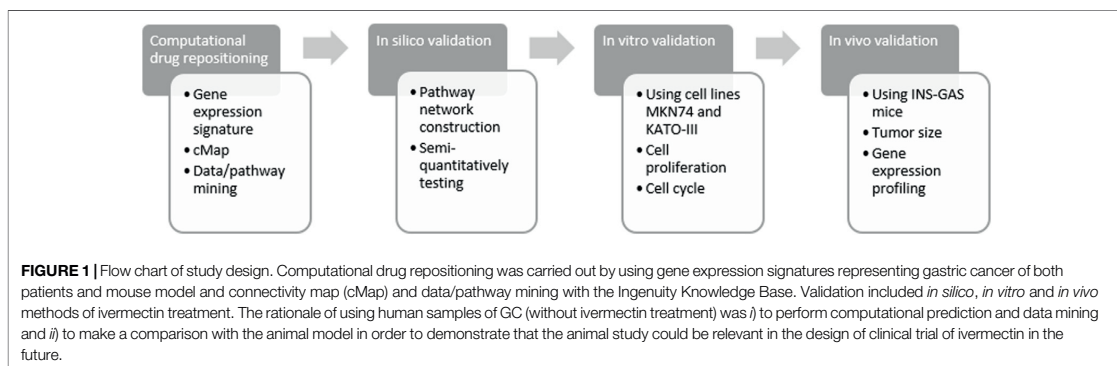 Computational
drug repositioning
• Gene
expression
signature
• cMap
• Data/pathway
mining
In silico validation
• Pathway
network
construction
• Semi-
quantitatively
testing
In vitro validation
• Using cell lines
MKN74 and
KATO-III
• Cell
proliferation
• Cell cycle
In vivo validation
• Using INS-GAS
mice
• Tumor size
• Gene
expression
profiling
FIGURE 1 | Flow chart of study design. Computational drug repositioning was carried out by using gene expression signatures representing gastric cancer of both
patients and mouse model and connectivity map (cMap) and data/pathway mining with the Ingenuity Knowledge Base. Validation included in silico, in vitro and in vivo
methods of ivermectin treatment. The rationale of using human samples of GC (without ivermectin treatment) was i) to perform computational prediction and data mining
and ii) to make a comparison with the animal model in order to demonstrate that the animal study could be relevant in the design of clinical trial of ivermectin in the
future.